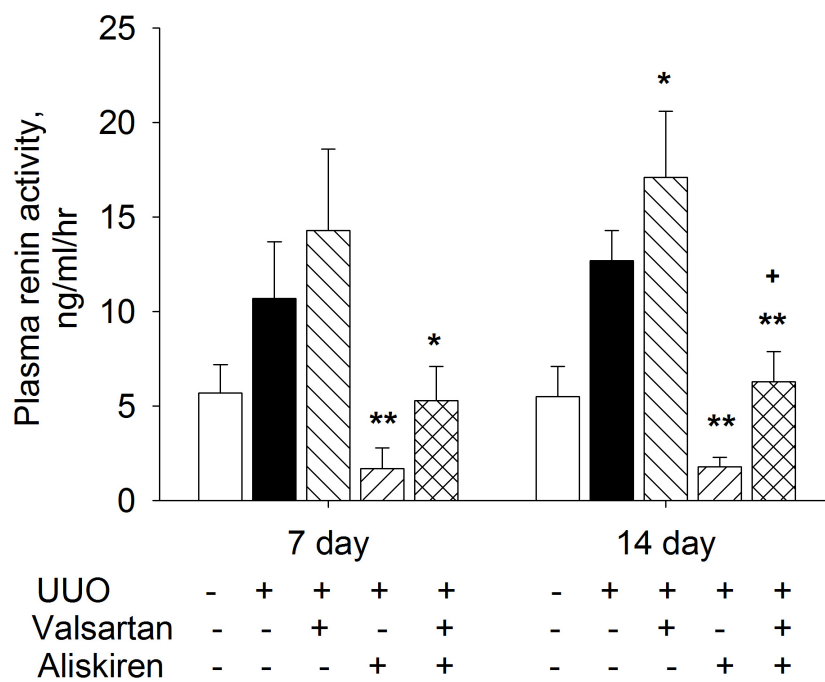 Plasma renin activity,
ng/ml/hr
25
20
15
10
5
0
*
+
*
**
**
**
7 day 14 day
UUO - + + + + - + + + +
Valsartan - - + - + - - + - +
Aliskiren - - - + + - - - + +